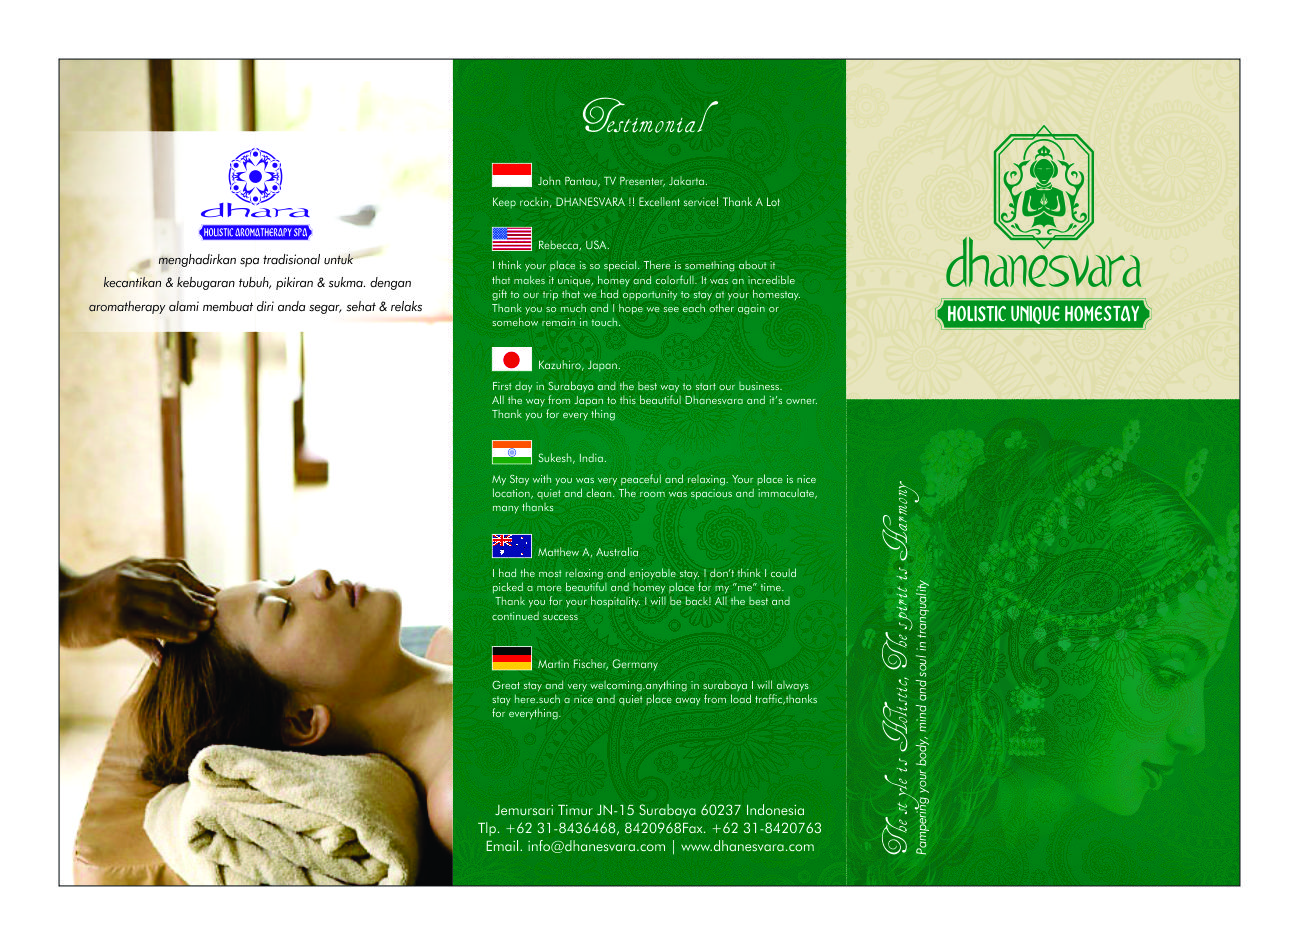 dhara
HOLISTIC AROMATHERAPY SPA
menghadirkan spa tradisional untuk
kecantikan & kebugaran tubuh, pikiran & sukma. dengan
aromatherapy alami membuat diri anda segar, sehat & relaks
Testimonial
John Pantau, TV Presenter, Jakarta.
Keep rockin, DHANESVARA !! Excellent service! Thank A Lot
Rebecca, USA.
I think your place is so special. There is something about it
that makes it unique, homey and colorfull. It was an incredible
gift to our trip that we had opportunity to stay at your homestay.
Thank you so much and I hope we see each other again or
somehow remain in touch.
Kazuhiro, Japan.
First day in Surabaya and the best way to start our business.
All the way from Japan to this beautiful Dhanesvara and it's owner.
Thank you for every thing
Sukesh, India.
My Stay with you was very peaceful and relaxing. Your place is nice
location, quiet and clean. The room was spacious and immaculate,
many thanks
Matthew A, Australia
I had the most relaxing and enjoyable stay. I don't think I could
picked a more beautiful and homey place for my "me" time.
Thank you for your hospitality. I will be back! All the best and
continued success
Martin Fischer, Germany
Great stay and very welcoming.anything in surabaya I will always
stay here.such a nice and quiet place away from load traffic,thanks
for everything.
Jemursari Timur JN-15 Surabaya 60237 Indonesia
Tlp. +62 31-8436468, 8420968Fax. +62 31-8420763
Email. info@dhanesvara.com | www.dhanesvara.com
dhanesvara
HOLISTIC UNIQUE HOMESTAY
The style is Holistic, The spirit is Harmony
Pampering your body, mind and soul in tranquality